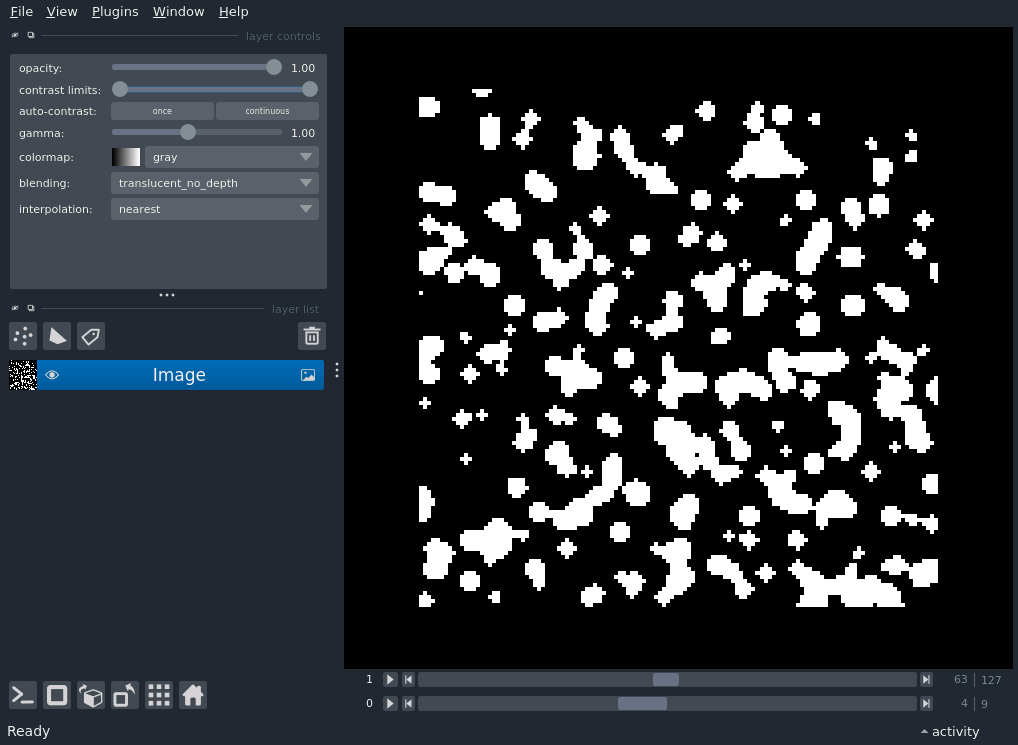 File View Plugins Window Help
layer controls
opacity: 1.00
contrast limits:
auto-contrast: once continuous
gamma: 1.00
colormap: gray
blending: translucent_no_depth
interpolation: nearest
layer list
Image
1 63 127
0 4 9
Ready activity